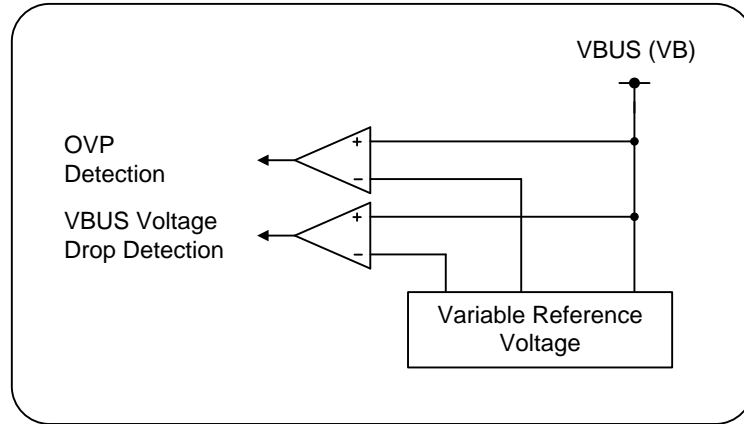 VBUS (VB)
OVP
Detection
+
−
VBUS Voltage
Drop Detection
+
−
Variable Reference
Voltage